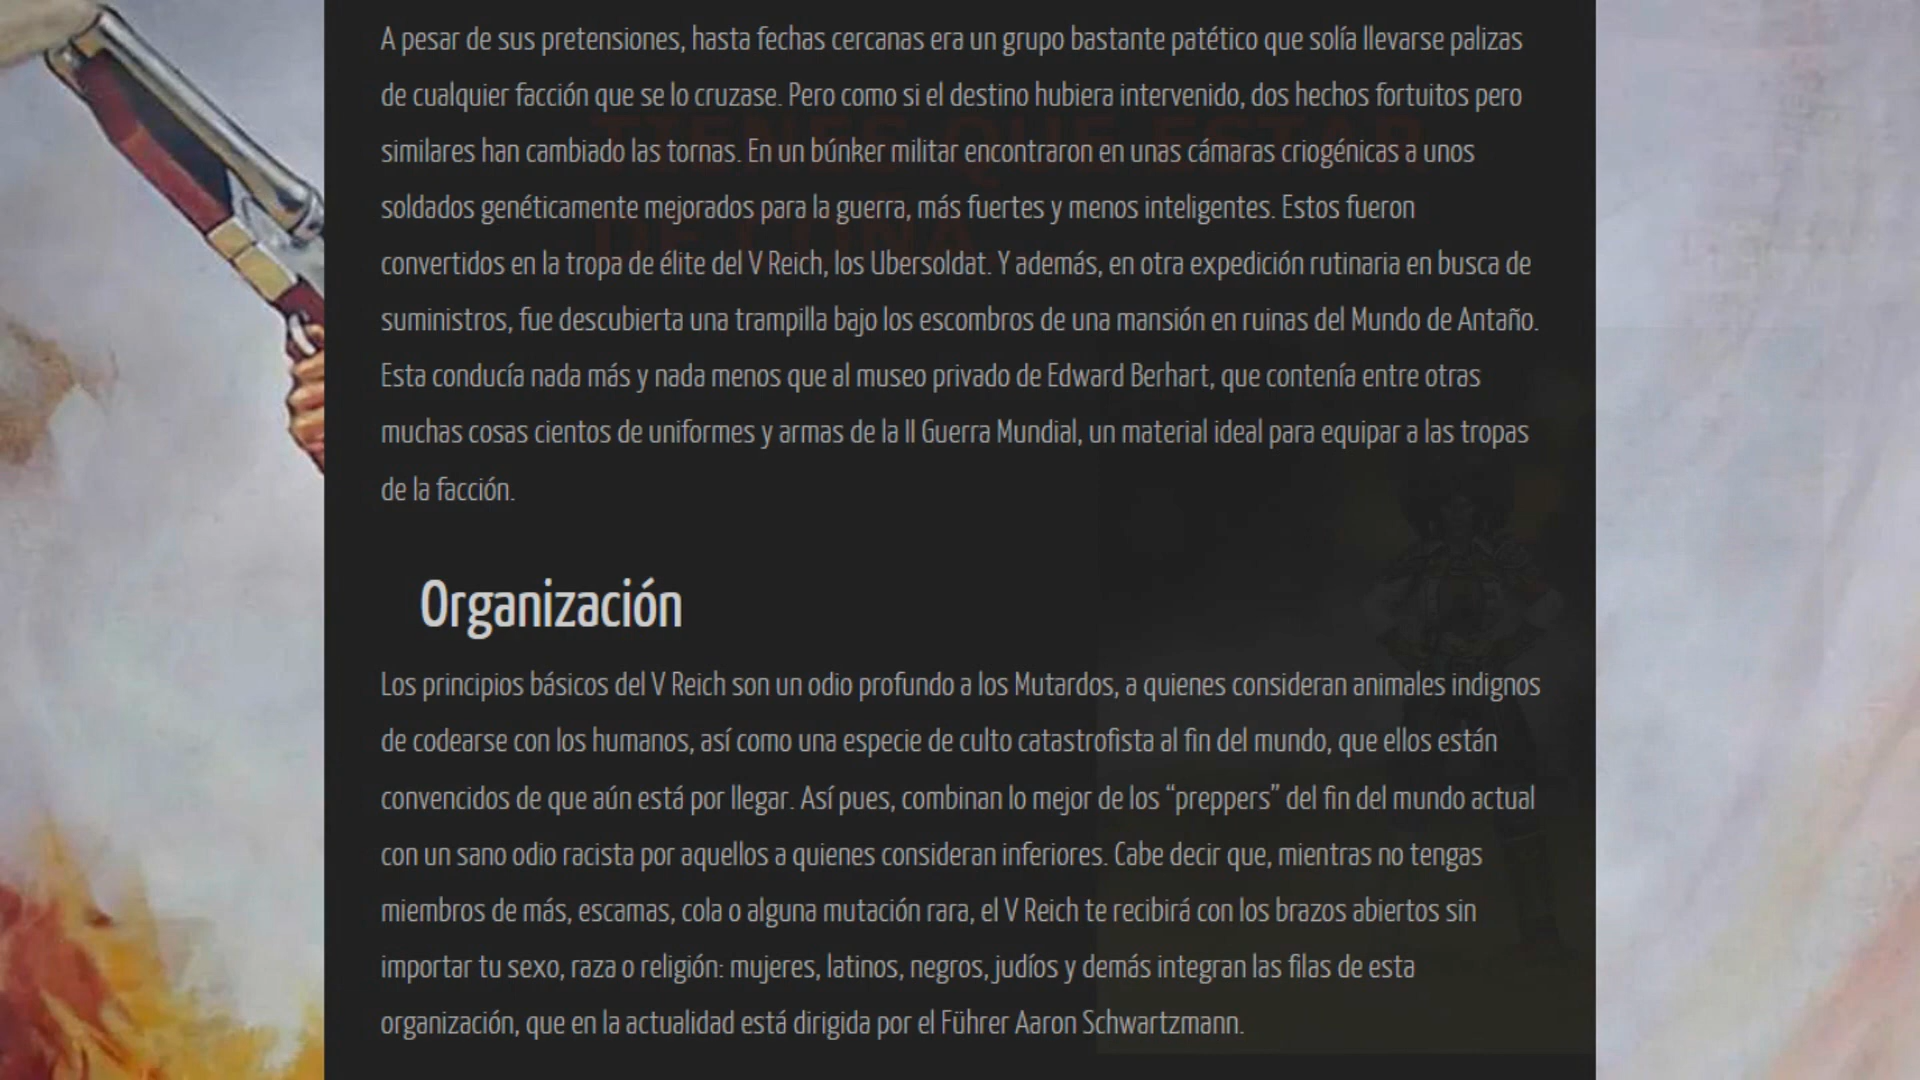 A pesar de sus pretensiones, hasta fechas cercanas era un grupo bastante patético que solía llevarse palizas
de cualquier facción que se lo cruzase. Pero como si el destino hubiera intervenido, dos hechos fortuitos pero
similares han cambiado las tornas. En un búnker militar encontraron en unas cámaras criogénicas a unos
soldados genéticamente mejorados para la guerra, más fuertes y menos inteligentes. Estos fueron
convertidos en la tropa de élite del V Reich, los Ubersoldat. Y además, en otra expedición rutinaria en busca de
suministros, fue descubierta una trampilla bajo los escombros de una mansión en ruinas del Mundo de Antaño.
Esta conducía nada más y nada menos que al museo privado de Edward Berhart, que contenía entre otras
muchas cosas cientos de uniformes y armas de la II Guerra Mundial, un material ideal para equipar a las tropas
de la facción.
Organización
Los principios básicos del V Reich son un odio profundo a los Mutardos, a quienes consideran animales indignos
de codearse con los humanos, así como una especie de culto catastrofista al fin del mundo, que ellos están
convencidos de que aún está por llegar. Así pues, combinan lo mejor de los “preppers” del fin del mundo actual
con un sano odio racista por aquellos a quienes consideran inferiores. Cabe decir que, mientras no tengas
miembros de más, escamas, cola o alguna mutación rara, el V Reich te recibirá con los brazos abiertos sin
importar tu sexo, raza o religión: mujeres, latinos, negros, judíos y demás integran las filas de esta
organización, que en la actualidad está dirigida por el Führer Aaron Schwartzmann.
TIENES QUE ESTAR
DE COÑA